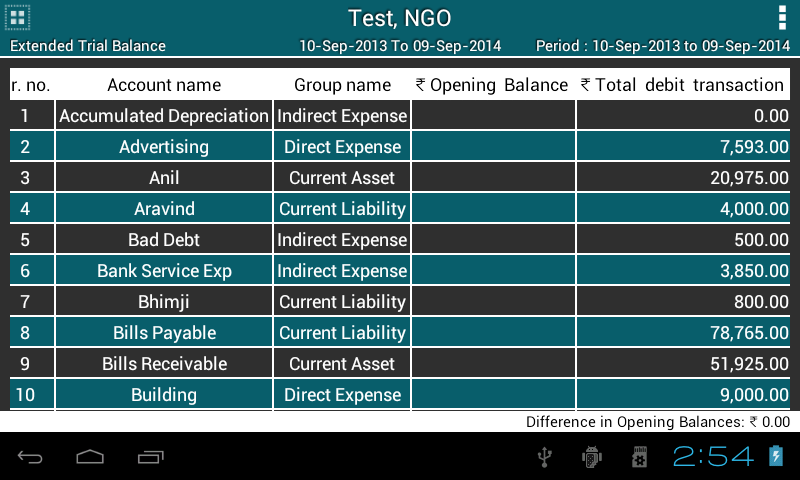 Test, NGO
Extended Trial Balance 10-Sep-2013 To 09-Sep-2014 Period : 10-Sep-2013 to 09-Sep-2014
r. no. Account name Group name ₹ Opening Balance ₹ Total debit transaction
1 Accumulated Depreciation Indirect Expense 0.00
2 Advertising Direct Expense 7,593.00
3 Anil Current Asset 20,975.00
4 Aravind Current Liability 4,000.00
5 Bad Debt Indirect Expense 500.00
6 Bank Service Exp Indirect Expense 3,850.00
7 Bhimji Current Liability 800.00
8 Bills Payable Current Liability 78,765.00
9 Bills Receivable Current Asset 51,925.00
10 Building Direct Expense 9,000.00
Difference in Opening Balances: ₹ 0.00
2:54